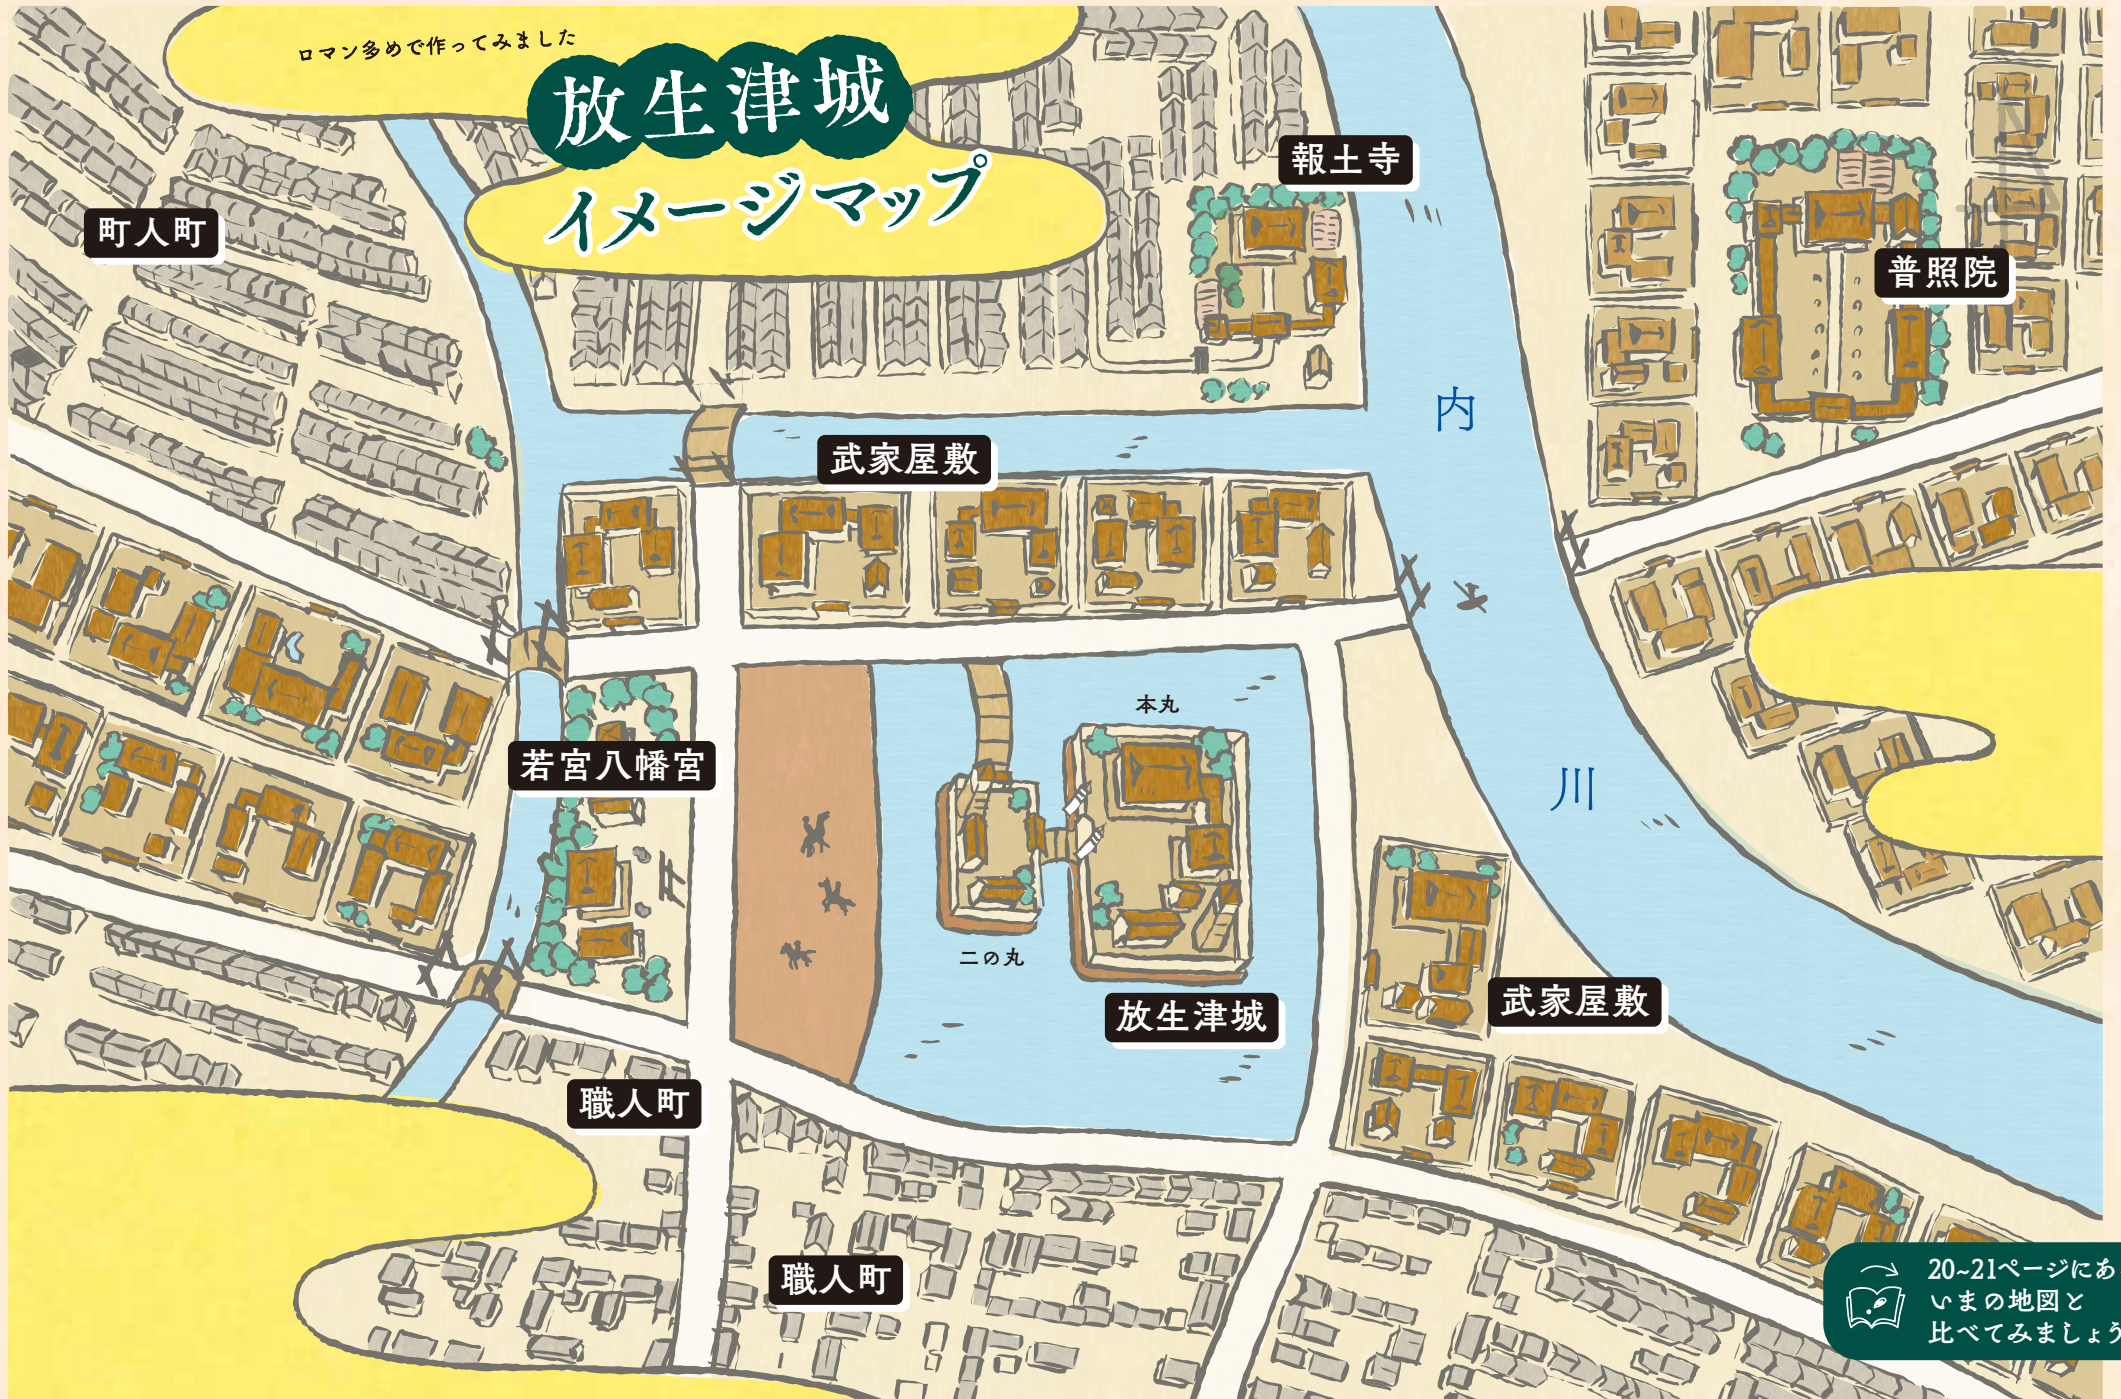 ロマン多めで作ってみました
放生津城
イメージマップ
報土寺
町人町
普照院
内
川
武家屋敷
本丸
若宮八幡宮
二の丸
放生津城
武家屋敷
職人町
職人町
20~21ページにあ
いまの地図と
比べてみましょう